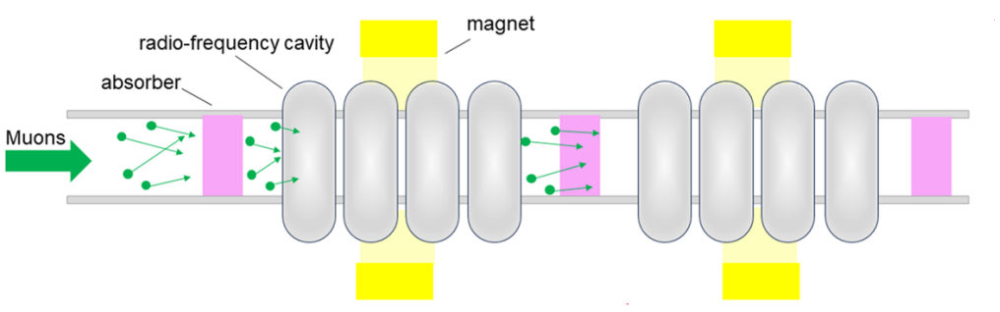 magnet
radio-frequency cavity
absorber
Muons